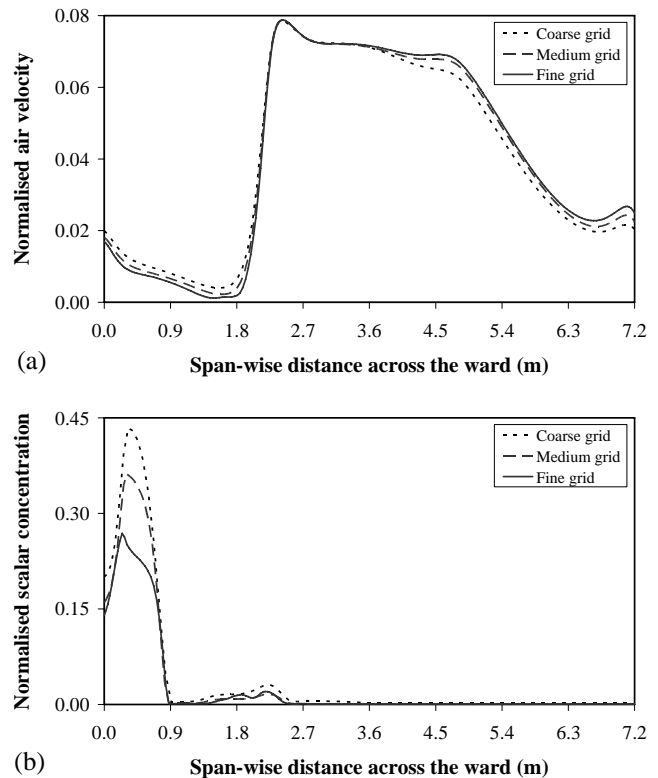 0.08
0.06
0.04
0.02
0.00
Normalised air velocity
Coarse grid
Medium grid
Fine grid
0.0 0.9 1.8 2.7 3.6 4.5 5.4 6.3 7.2
Span-wise distance across the ward (m)
(a)
0.45
0.30
0.15
0.00
Normalised scalar concentration
Coarse grid
Medium grid
Fine grid
0.0 0.9 1.8 2.7 3.6 4.5 5.4 6.3 7.2
Span-wise distance across the ward (m)
(b)